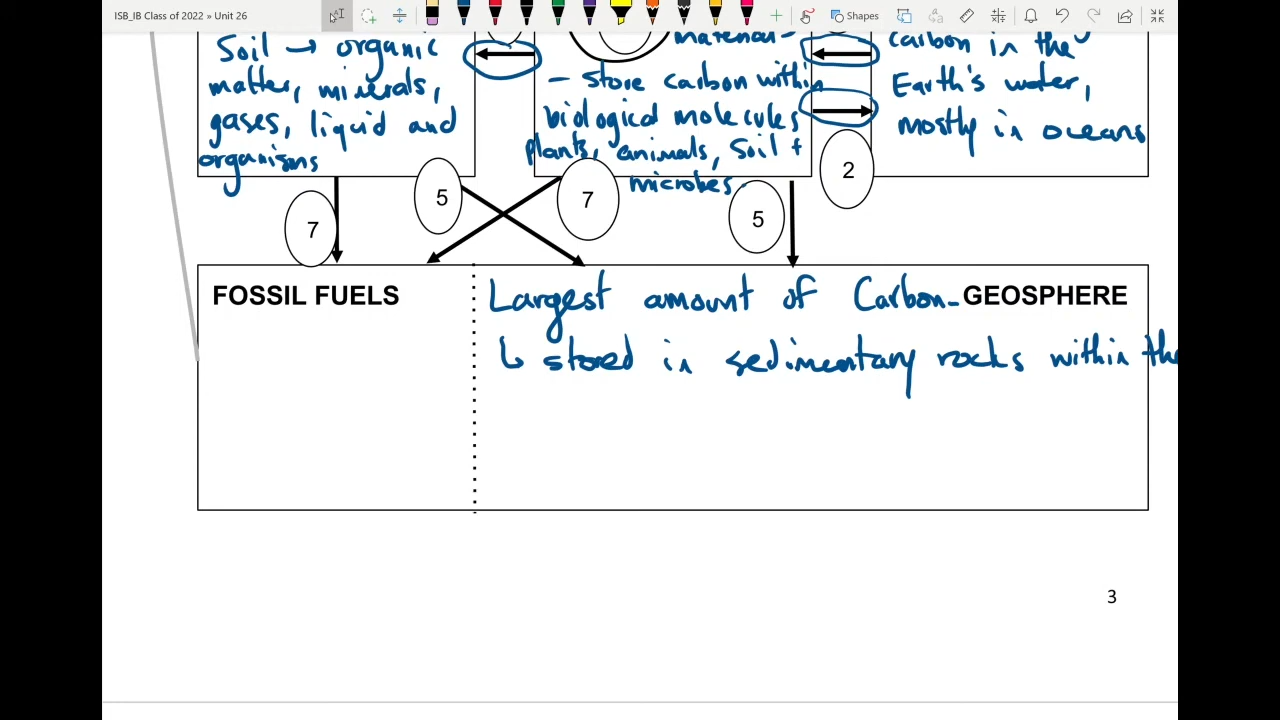 ISB_IB Class of 2022 » Unit 26
Shapes
Soil → organic
matter, minerals,
gases, liquid and
organisms
material -
- store carbon within
biological molecules
plants, animals, soil +
microbes.
carbon in the
Earth's water,
mostly in oceans
7
5
7
5
2
FOSSIL FUELS
Largest amount of Carbon- GEOSPHERE
↳ stored in sedimentary rocks within the
3